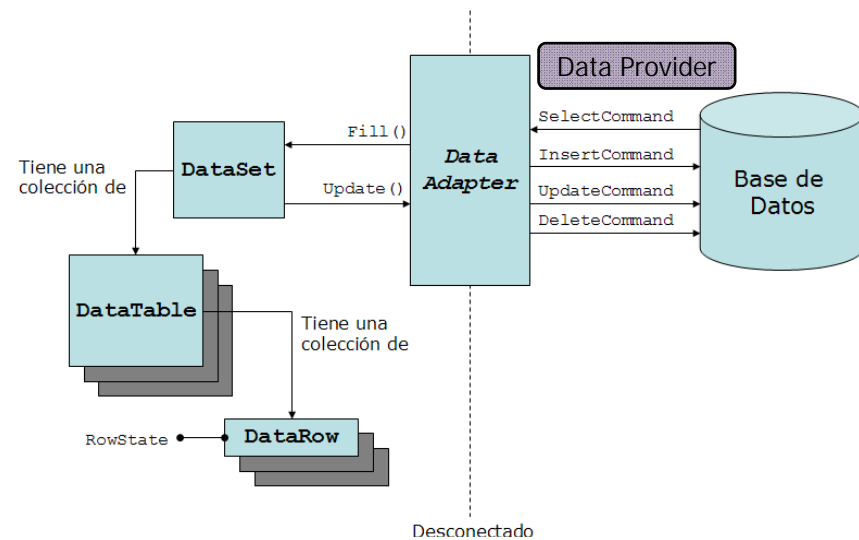 Data Provider
SelectCommand
Fill()
InsertCommand
Data
Adapter
Tiene una
colección de
DataSet
Update()
UpdateCommand
DeleteCommand
Base de
Datos
DataTable
Tiene una
colección de
RowState
DataRow
Desconectado